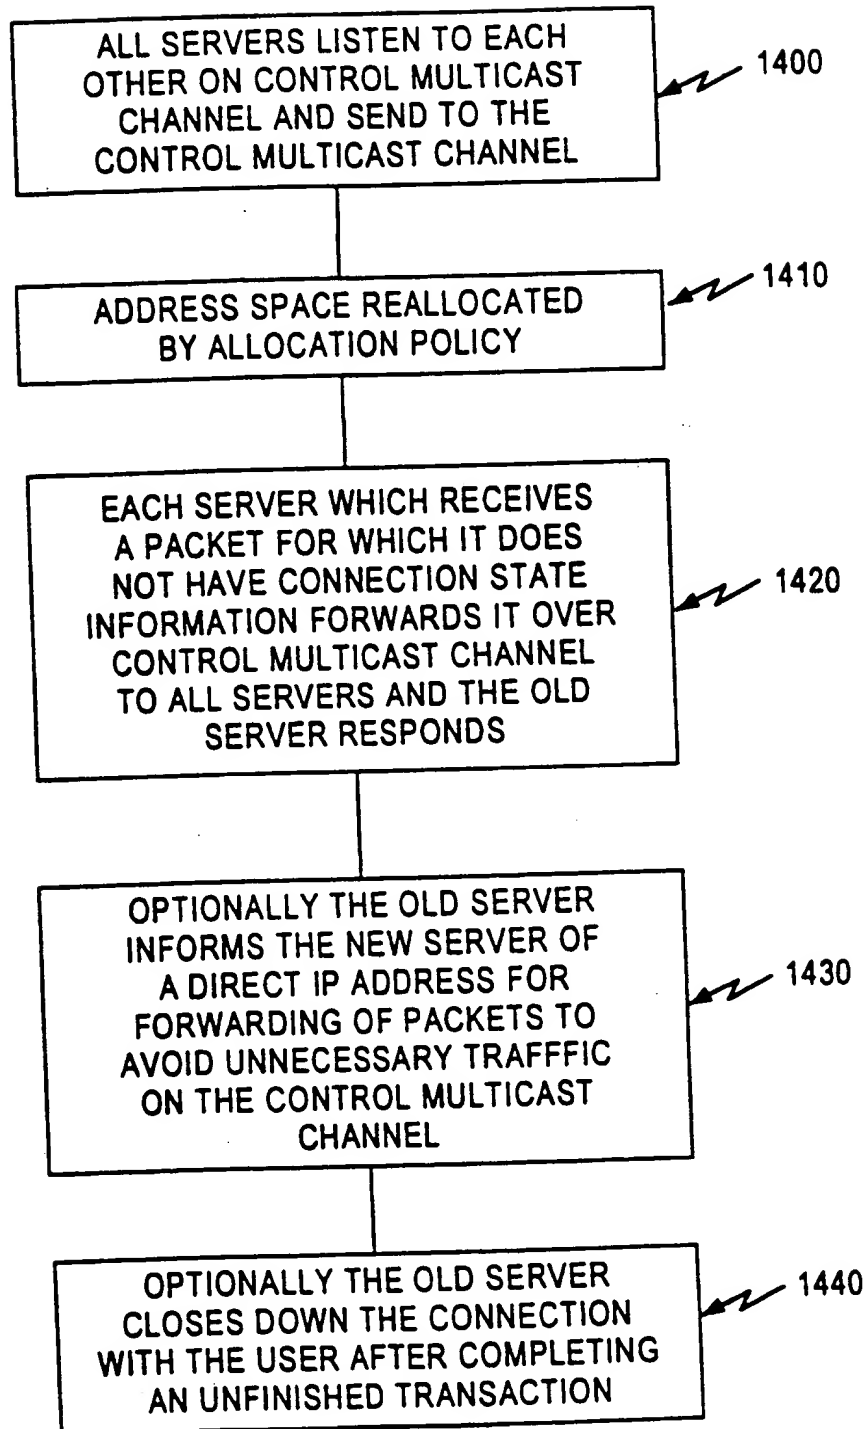 ALL SERVERS LISTEN TO EACH
OTHER ON CONTROL MULTICAST
CHANNEL AND SEND TO THE
CONTROL MULTICAST CHANNEL
1400
ADDRESS SPACE REALLOCATED
BY ALLOCATION POLICY
1410
EACH SERVER WHICH RECEIVES
A PACKET FOR WHICH IT DOES
NOT HAVE CONNECTION STATE
INFORMATION FORWARDS IT OVER
CONTROL MULTICAST CHANNEL
TO ALL SERVERS AND THE OLD
SERVER RESPONDS
1420
OPTIONALLY THE OLD SERVER
INFORMS THE NEW SERVER OF
A DIRECT IP ADDRESS FOR
FORWARDING OF PACKETS TO
AVOID UNNECESSARY TRAFFFIC
ON THE CONTROL MULTICAST
CHANNEL
1430
OPTIONALLY THE OLD SERVER
CLOSES DOWN THE CONNECTION
WITH THE USER AFTER COMPLETING
AN UNFINISHED TRANSACTION
1440